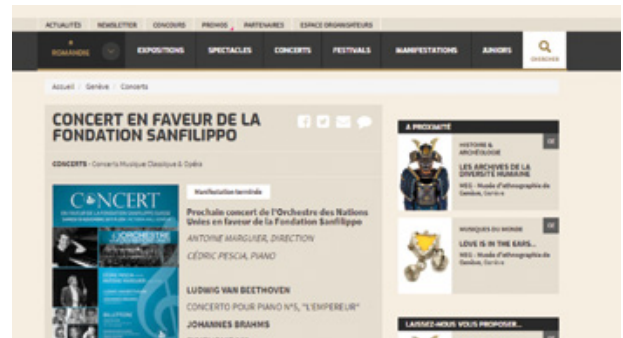 ACTUALITÉS NEWSLETTER CONCOURS PROMOS PARTENAIRES ESPACE ORGANISATEURS
ROMANDIE EXPOSITIONS SPECTACLES CONCERTS FESTIVALS MANIFESTATIONS JUNIORS CHERCHER
Accueil / Genève / Concerts
CONCERT EN FAVEUR DE LA
FONDATION SANFILIPPO
CONCERTS - Concerts Musique Classique & Opéra
CONCERT
ORCHESTRE
Manifestation terminée
Prochain concert de l'Orchestre des Nations
Unies en faveur de la Fondation Sanfilippo
ANTOINE MARGUIER, DIRECTION
CÉDRIC PESCIA, PIANO
LUDWIG VAN BEETHOVEN
CONCERTO POUR PIANO N°5, "L'EMPEREUR"
JOHANNES BRAHMS
A PROXIMITÉ
GE
HISTOIRE &
ARCHÉOLOGIE
LES ARCHIVES DE LA
DIVERSITÉ HUMAINE
MEG - Musée d'ethnographie de
Genève, Genève
GE
MUSIQUES DU MONDE
LOVE IS IN THE EARS...
MEG - Musée d'ethnographie de
Genève, Genève
LAISSEZ-NOUS VOUS PROPOSER...